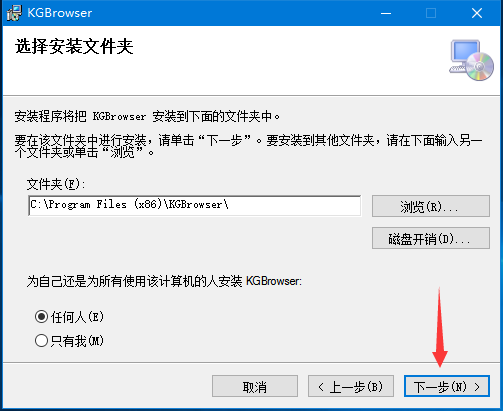 KGBrowser
选择安装文件夹
安装程序将把 KGBrowser 安装到下面的文件夹中。
要在该文件夹中进行安装，请单击“下一步”。要安装到其他文件夹，请在下面输入另一
个文件夹或单击“浏览”。
文件夹(F):
C:\Program Files (x86)\KGBrowser\
浏览(R)...
磁盘开销(D)...
为自己还是为所有使用该计算机的人安装 KGBrowser:
任何人(E)
只有我(M)
取消
< 上一步(B)
下一步(N) >